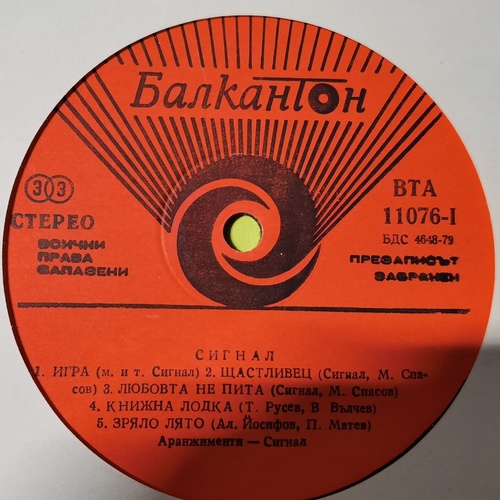 Балкантон
33
СТЕРЕО
ВСИЧКИ
ПРАВА
ЗАПАЗЕНИ
ВТА
11076-I
БДС 4648-79
ПРЕЗАПИСЪТ
ЗАБРАНЕН
СИГНАЛ
1. ИГРА (м. и т. Сигнал) 2. ЩАСТЛИВЕЦ (Сигнал, М. Спа-
сов) 3. ЛЮБОВТА НЕ ПИТА (Сигнал, М. Спасов)
4. КНИЖНА ЛОДКА (Т. Русев, В. Вълчев)
5. ЗРЯЛО ЛЯТО (Ал. Йосифов, П. Матев)
Аранжименти — Сигнал